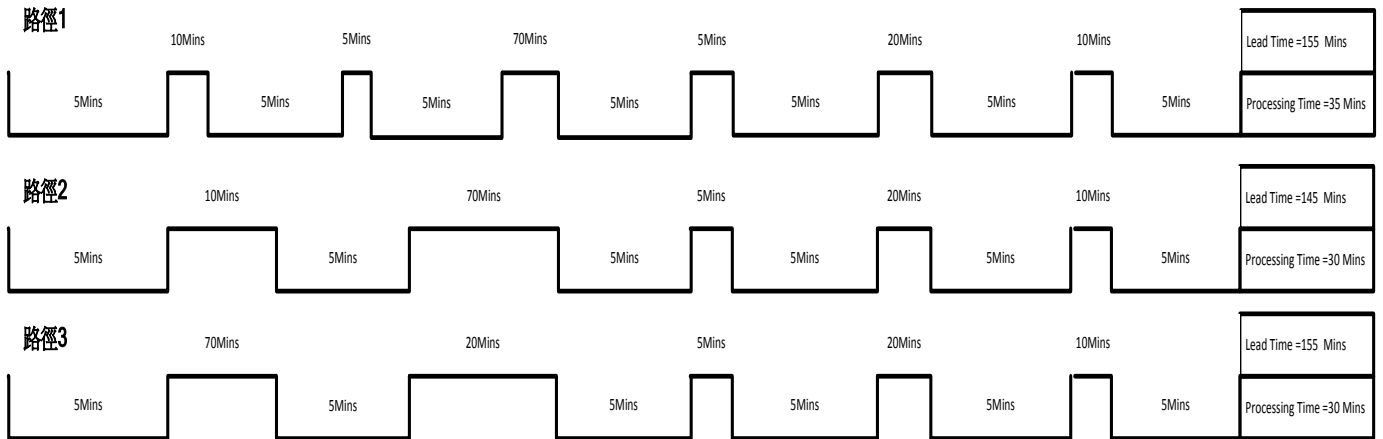 路徑1
10Mins 5Mins 70Mins 5Mins 20Mins 10Mins Lead Time =155 Mins
5Mins 5Mins 5Mins 5Mins 5Mins 5Mins 5Mins Processing Time =35 Mins
路徑2
10Mins 70Mins 5Mins 20Mins 10Mins Lead Time =145 Mins
5Mins 5Mins 5Mins 5Mins 5Mins 5Mins Processing Time =30 Mins
路徑3
70Mins 20Mins 5Mins 20Mins 10Mins Lead Time =155 Mins
5Mins 5Mins 5Mins 5Mins 5Mins 5Mins Processing Time =30 Mins